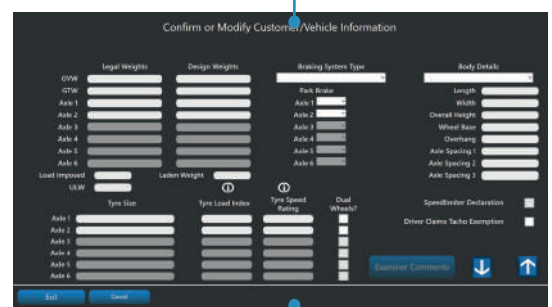 Confirm or Modify Customer/Vehicle Information
Legal Weights Design Weights Braking System Type Body Details
GVW
GTW Park Brake Length
Axle 1 Axle 1 Width
Axle 2 Axle 2 Overall Height
Axle 3 Axle 3 Wheel Base
Axle 4 Axle 4 Overhang
Axle 5 Axle 5 Axle Spacing 1
Axle 6 Axle 6 Axle Spacing 2
Load Imposed Laden Weight Axle Spacing 3
ULW
Tyre Size Tyre Load Index Tyre Speed Rating Dual Wheels? Speedlimiter Declaration
Axle 1 Driver Claims Tacho Exemption
Axle 2
Axle 3
Axle 4
Axle 5 Examiner Comments
Axle 6
Exit Cancel